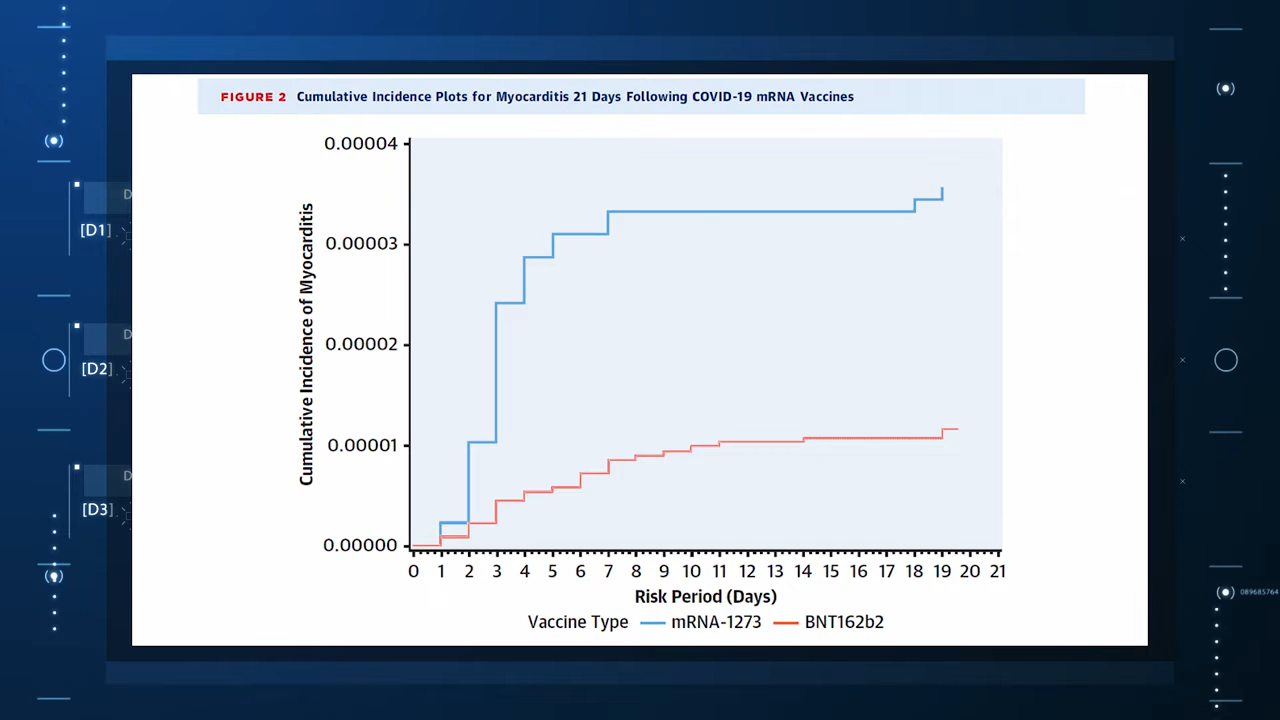 FIGURE 2 Cumulative Incidence Plots for Myocarditis 21 Days Following COVID-19 mRNA Vaccines
0.00004
0.00003
0.00002
0.00001
0.00000
Cumulative Incidence of Myocarditis
0 1 2 3 4 5 6 7 8 9 10 11 12 13 14 15 16 17 18 19 20 21
Risk Period (Days)
Vaccine Type mRNA-1273 BNT162b2
D
[D1]
D
[D2]
D
[D3]
089685764